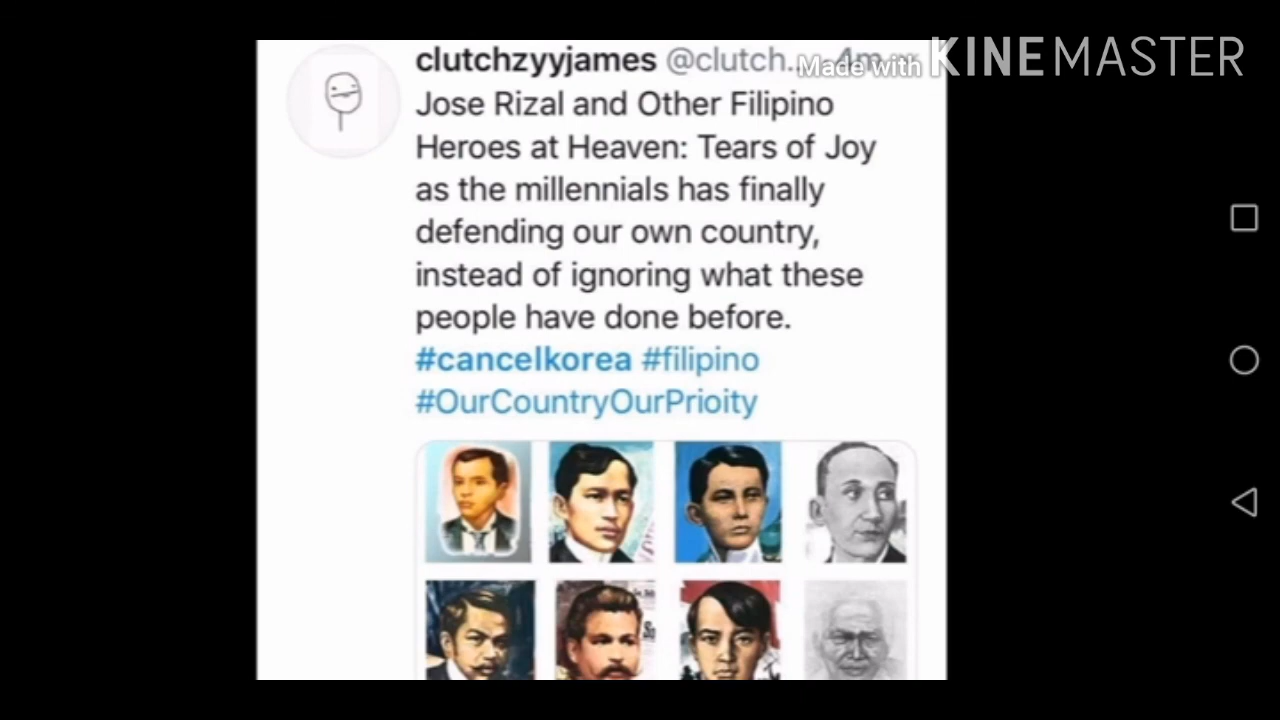 clutchzyyjames @clutch... 4m
Made with KINEMASTER
Jose Rizal and Other Filipino
Heroes at Heaven: Tears of Joy
as the millennials has finally
defending our own country,
instead of ignoring what these
people have done before.
#cancelkorea #filipino
#OurCountryOurPrioity